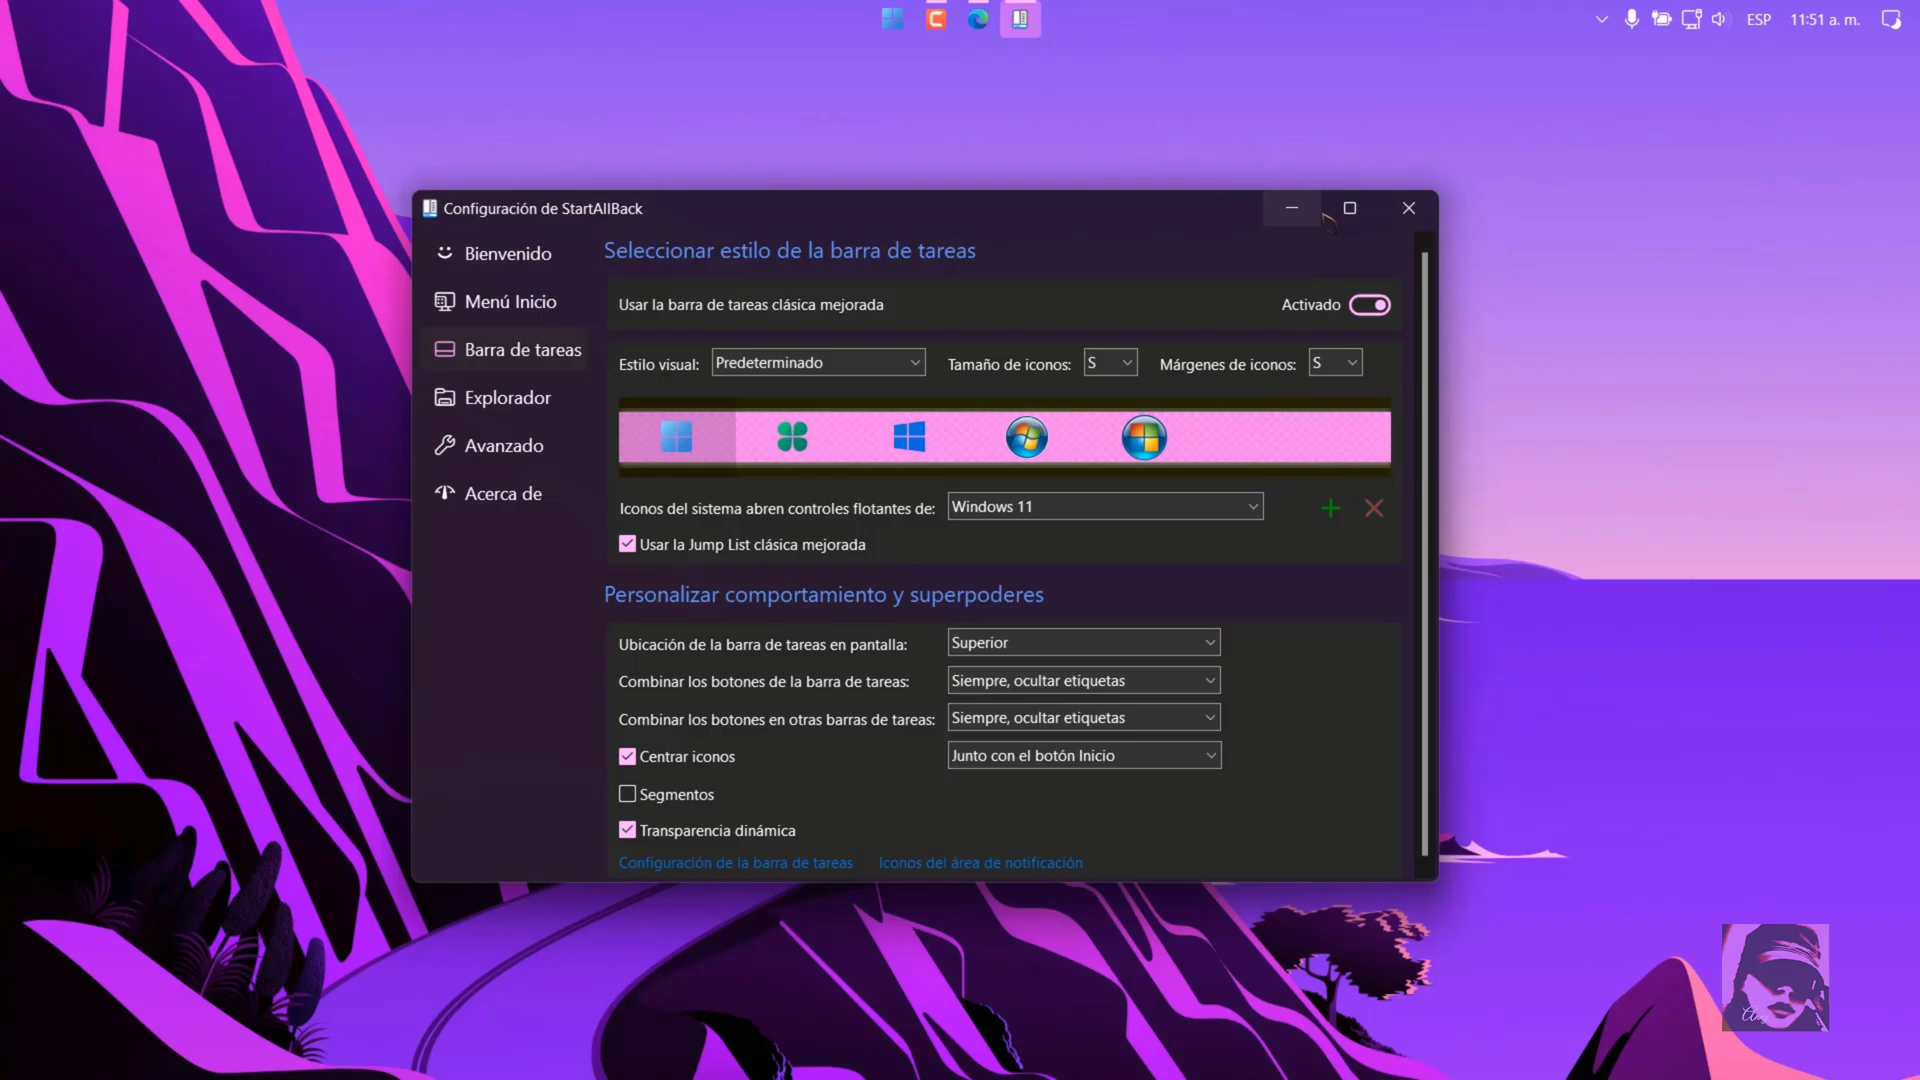 ESP 11:51 a. m.
Configuración de StartAllBack
Bienvenido
Menú Inicio
Barra de tareas
Explorador
Avanzado
Acerca de
Seleccionar estilo de la barra de tareas
Usar la barra de tareas clásica mejorada Activado
Estilo visual: Predeterminado Tamaño de iconos: S Márgenes de iconos: S
Iconos del sistema abren controles flotantes de: Windows 11
Usar la Jump List clásica mejorada
Personalizar comportamiento y superpoderes
Ubicación de la barra de tareas en pantalla: Superior
Combinar los botones de la barra de tareas: Siempre, ocultar etiquetas
Combinar los botones en otras barras de tareas: Siempre, ocultar etiquetas
Centrar iconos Junto con el botón Inicio
Segmentos
Transparencia dinámica
Configuración de la barra de tareas Iconos del área de notificación